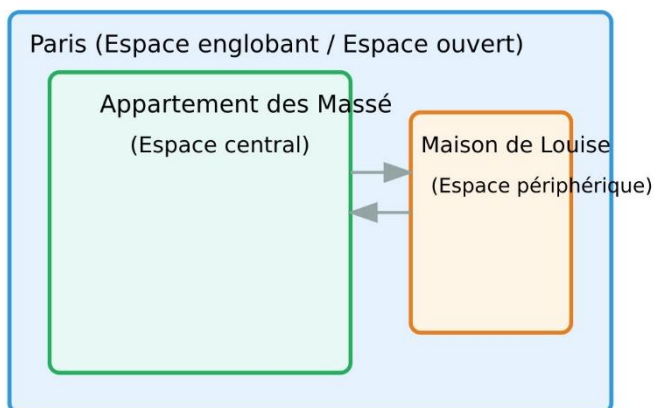 Paris (Espace englobant / Espace ouvert)
Appartement des Massé
(Espace central)
Maison de Louise
(Espace périphérique)